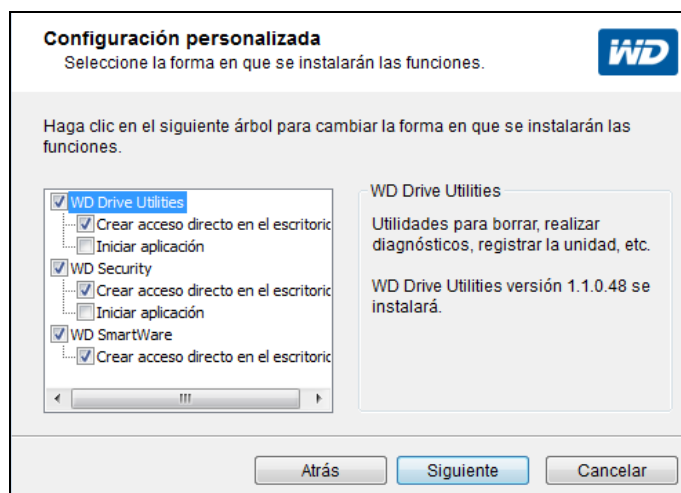 Configuración personalizada
Seleccione la forma en que se instalarán las funciones.
WD
Haga clic en el siguiente árbol para cambiar la forma en que se instalarán las
funciones.
WD Drive Utilities
Crear acceso directo en el escritoric
Iniciar aplicación
WD Security
Crear acceso directo en el escritoric
Iniciar aplicación
WD SmartWare
Crear acceso directo en el escritoric
WD Drive Utilities
Utilidades para borrar, realizar
diagnósticos, registrar la unidad, etc.
WD Drive Utilities versión 1.1.0.48 se
instalará.
Atrás
Siguiente
Cancelar